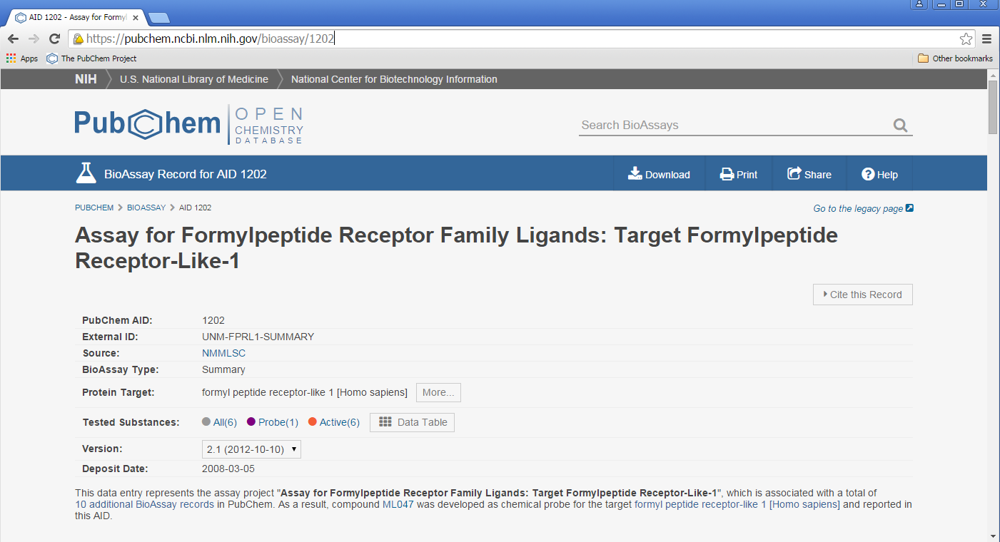 AID 1202 - Assay for Formyl
https://pubchem.ncbi.nlm.nih.gov/bioassay/1202
Apps The PubChem Project Other bookmarks
NIH U.S. National Library of Medicine National Center for Biotechnology Information
PubChem OPEN CHEMISTRY DATABASE
Search BioAssays
BioAssay Record for AID 1202 Download Print Share Help
PUBCHEM > BIOASSAY > AID 1202 Go to the legacy page
Assay for Formylpeptide Receptor Family Ligands: Target Formylpeptide
Receptor-Like-1
Cite this Record
PubChem AID: 1202
External ID: UNM-FPRL1-SUMMARY
Source: NMMLSC
BioAssay Type: Summary
Protein Target: formyl peptide receptor-like 1 [Homo sapiens] More...
Tested Substances: All(6) Probe(1) Active(6) Data Table
Version: 2.1 (2012-10-10)
Deposit Date: 2008-03-05
This data entry represents the assay project "Assay for Formylpeptide Receptor Family Ligands: Target Formylpeptide Receptor-Like-1", which is associated with a total of
10 additional BioAssay records in PubChem. As a result, compound ML047 was developed as chemical probe for the target formyl peptide receptor-like 1 [Homo sapiens] and reported in
this AID.